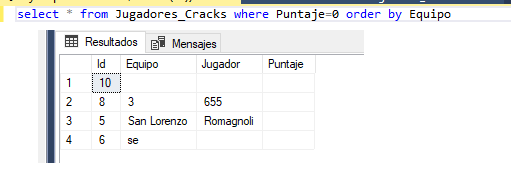 select * from Jugadores_Cracks where Puntaje=0 order by Equipo
Resultados Mensajes
Id Equipo Jugador Puntaje
1 10
2 8 3 655
3 5 San Lorenzo Romagnoli
4 6 se